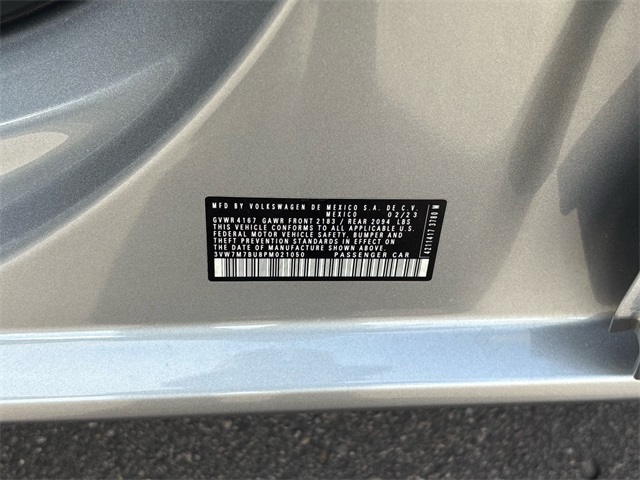 MFD BY VOLKSWAGEN DE MEXICO S.A. DE C.V.
MEXICO 02/23
GVWR 4167 GAWR FRONT 2183 / REAR 2094 LBS
THIS VEHICLE CONFORMS TO ALL APPLICABLE U.S.
FEDERAL MOTOR VEHICLE SAFETY, BUMPER AND
THEFT PREVENTION STANDARDS IN EFFECT ON
THE DATE OF MANUFACTURE SHOWN ABOVE.
3VW7M7BU8PM021050 PASSENGER CAR
4211417 3780 W